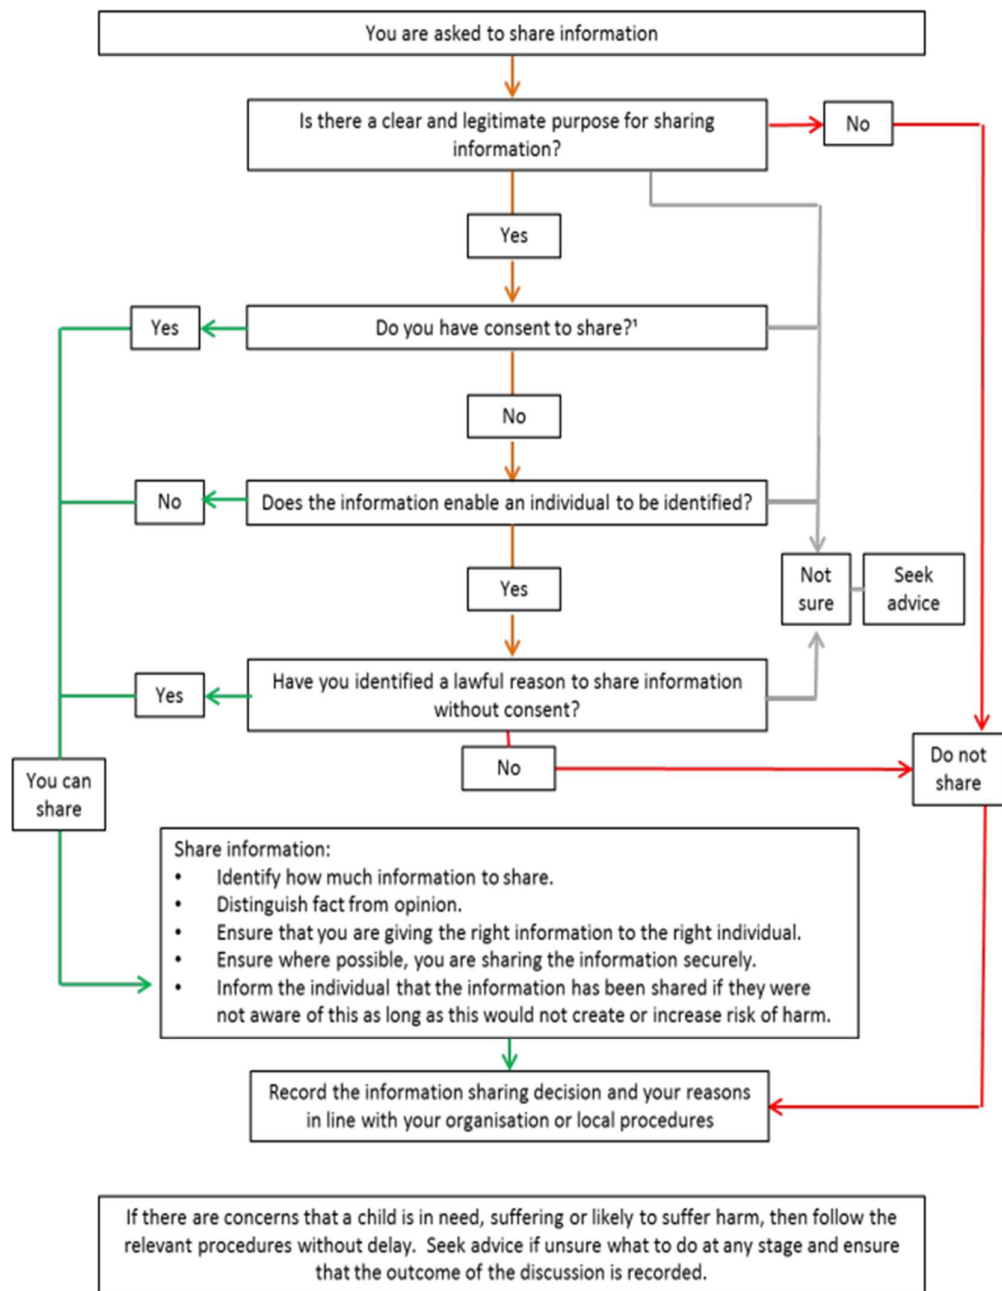 You are asked to share information
Is there a clear and legitimate purpose for sharing
information?
No
Yes
Yes
Do you have consent to share?¹
No
No
Does the information enable an individual to be identified?
Yes
Not
sure
Seek
advice
Yes
Have you identified a lawful reason to share information
without consent?
No
Do not
share
You can
share
Share information:
• Identify how much information to share.
• Distinguish fact from opinion.
• Ensure that you are giving the right information to the right individual.
• Ensure where possible, you are sharing the information securely.
• Inform the individual that the information has been shared if they were
not aware of this as long as this would not create or increase risk of harm.
Record the information sharing decision and your reasons
in line with your organisation or local procedures
If there are concerns that a child is in need, suffering or likely to suffer harm, then follow the
relevant procedures without delay. Seek advice if unsure what to do at any stage and ensure
that the outcome of the discussion is recorded.